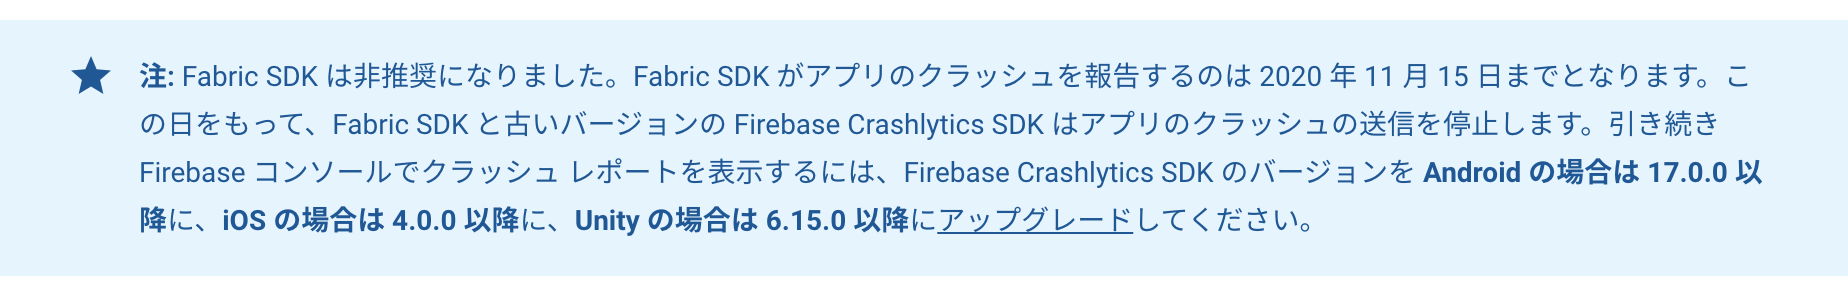 注: Fabric SDK は非推奨になりました。Fabric SDK がアプリのクラッシュを報告するのは 2020 年 11 月 15 日までとなります。こ
の日をもって、Fabric SDK と古いバージョンの Firebase Crashlytics SDK はアプリのクラッシュの送信を停止します。引き続き
Firebase コンソールでクラッシュ レポートを表示するには、Firebase Crashlytics SDK のバージョンを Android の場合は 17.0.0 以
降に、iOS の場合は 4.0.0 以降に、Unity の場合は 6.15.0 以降にアップグレードしてください。